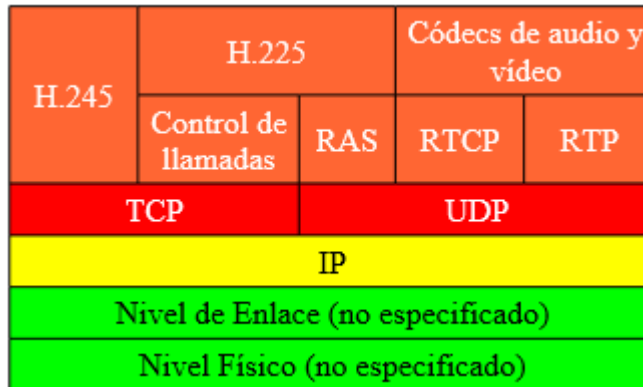 H.245
H.225
Códecs de audio y
vídeo
Control de
llamadas
RAS
RTCP
RTP
TCP
UDP
IP
Nivel de Enlace (no especificado)
Nivel Físico (no especificado)